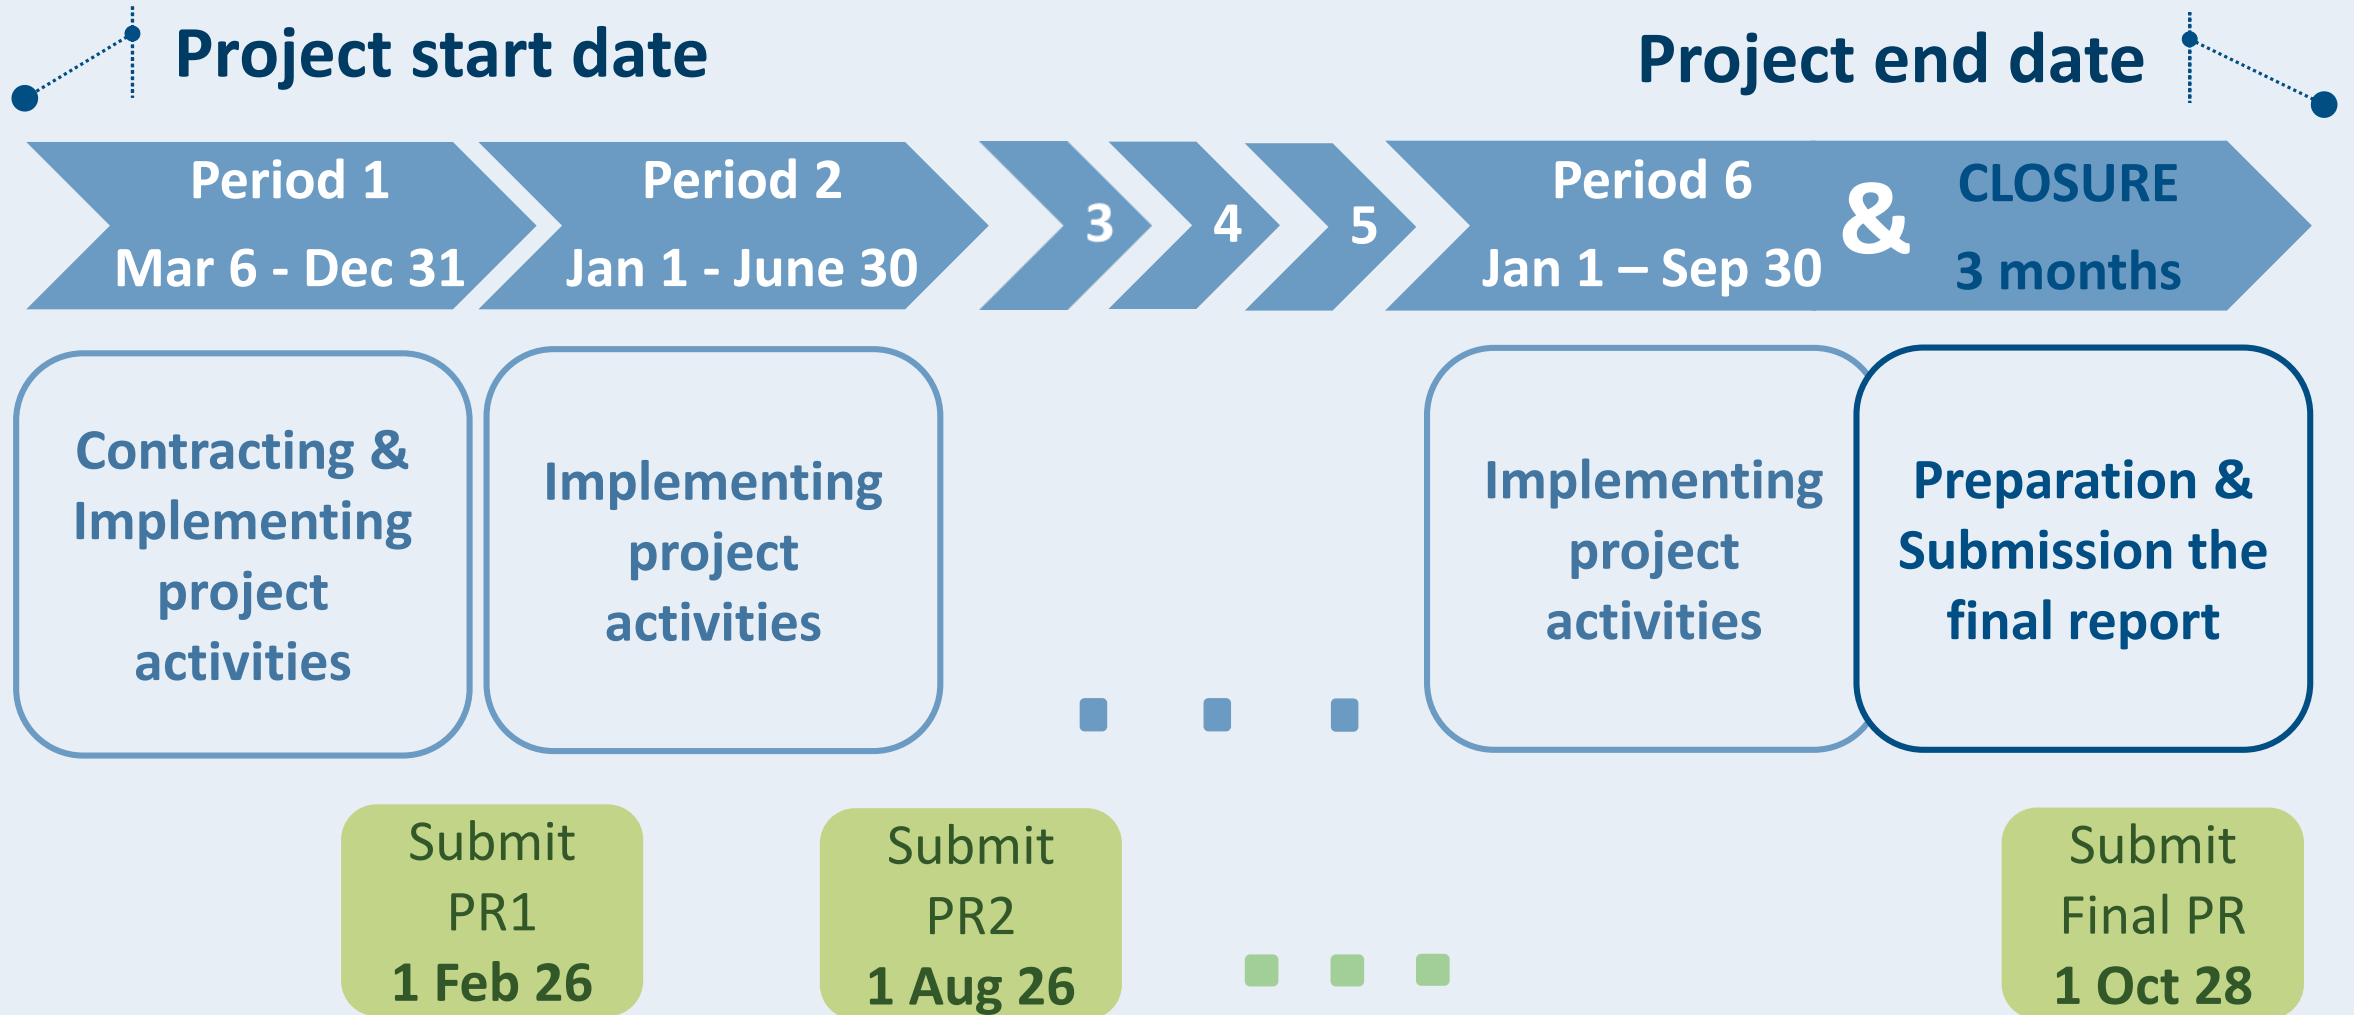 Project start date
Project end date
Period 1
Mar 6 - Dec 31
Period 2
Jan 1 - June 30
3
4
5
Period 6
Jan 1 – Sep 30
&
CLOSURE
3 months
Contracting &
Implementing
project
activities
Implementing
project
activities
Implementing
project
activities
Preparation &
Submission the
final report
Submit
PR1
1 Feb 26
Submit
PR2
1 Aug 26
Submit
Final PR
1 Oct 28